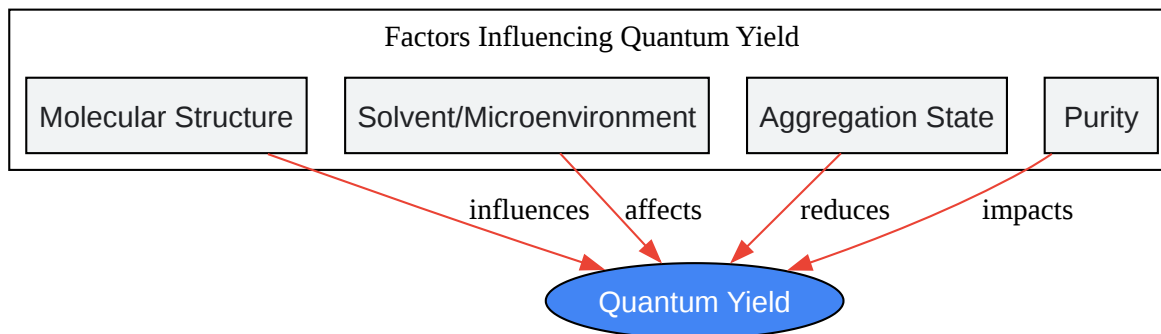 Factors Influencing Quantum Yield
Molecular Structure
Solvent/Microenvironment
Aggregation State
Purity
influences
affects
reduces
impacts
Quantum Yield